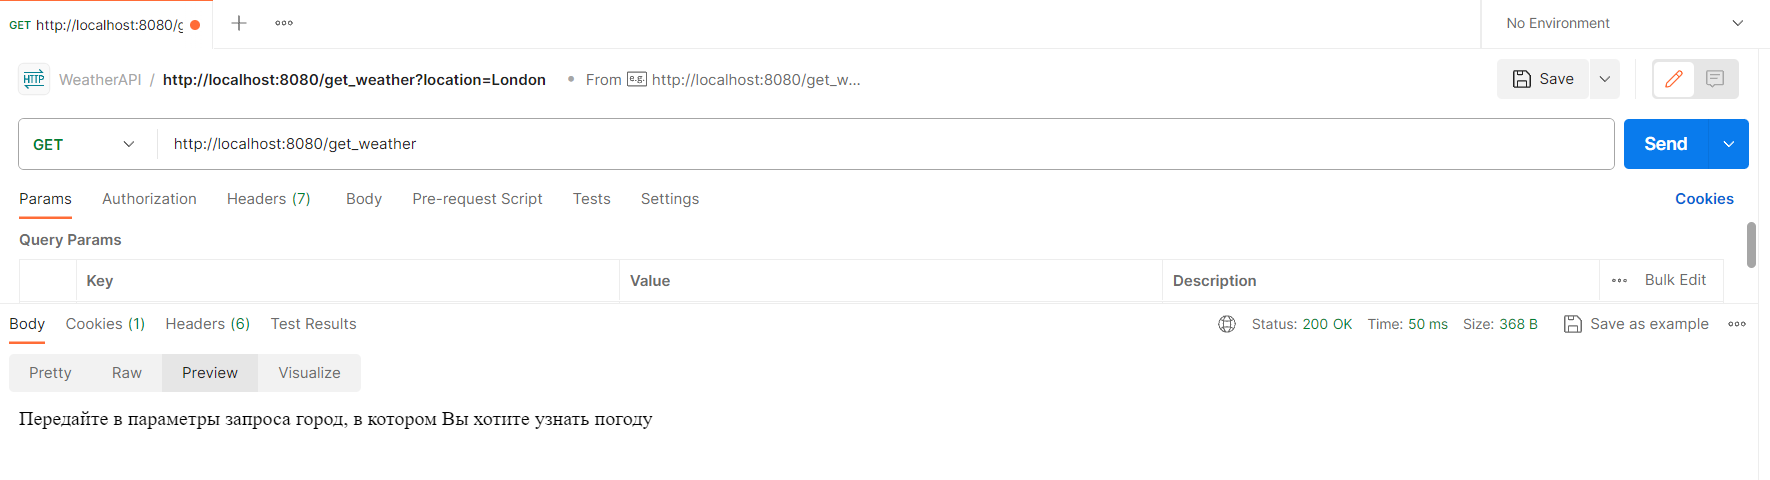 GET http://localhost:8080/g
No Environment
HTTP WeatherAPI / http://localhost:8080/get_weather?location=London • From e.g. http://localhost:8080/get_w...
Save
GET http://localhost:8080/get_weather
Send
Params Authorization Headers (7) Body Pre-request Script Tests Settings Cookies
Query Params
Key Value Description Bulk Edit
Body Cookies (1) Headers (6) Test Results Status: 200 OK Time: 50 ms Size: 368 B Save as example
Pretty Raw Preview Visualize
Передайте в параметры запроса город, в котором Вы хотите узнать погоду